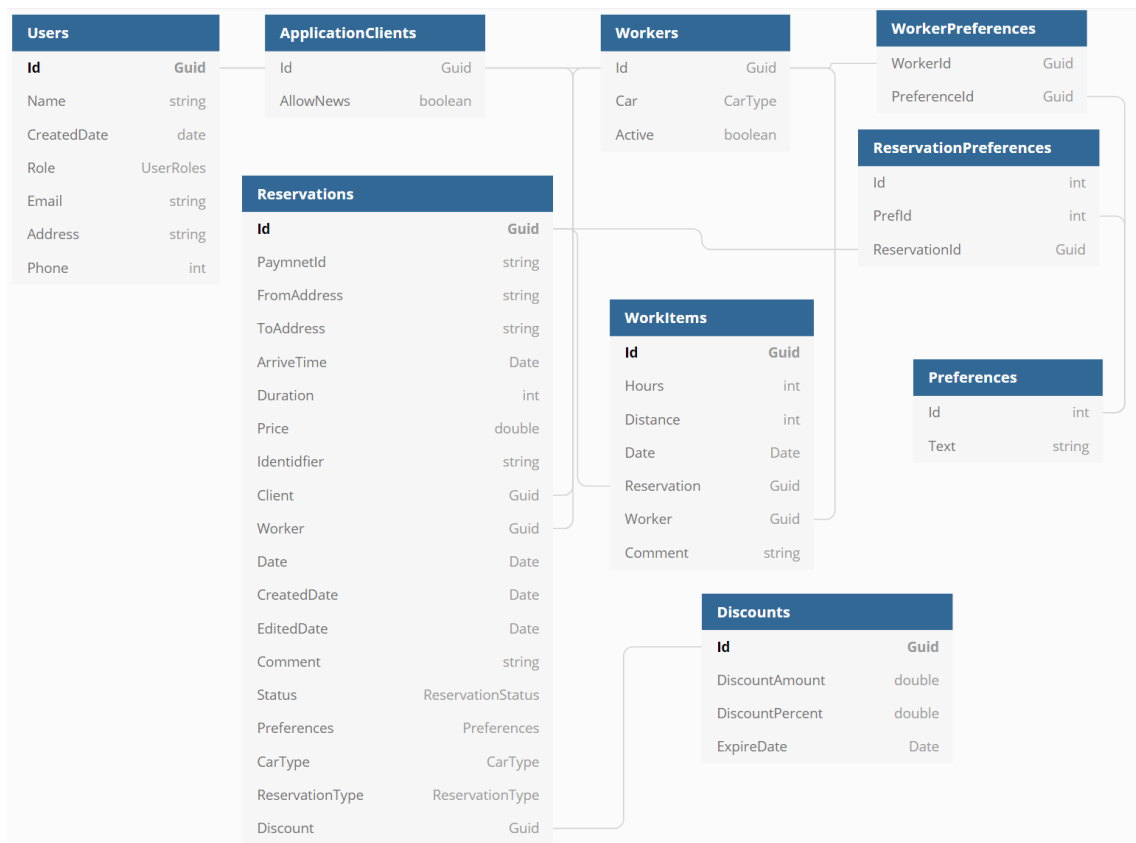 Users
Id Guid
Name string
CreatedDate date
Role UserRoles
Email string
Address string
Phone int
ApplicationClients
Id Guid
AllowNews boolean
Workers
Id Guid
Car CarType
Active boolean
WorkerPreferences
WorkerId Guid
PreferenceId Guid
ReservationPreferences
Id int
PrefId int
ReservationId Guid
Reservations
Id Guid
PaymnetId string
FromAddress string
ToAddress string
ArriveTime Date
Duration int
Price double
Identidfier string
Client Guid
Worker Guid
Date Date
CreatedDate Date
EditedDate Date
Comment string
Status ReservationStatus
Preferences Preferences
CarType CarType
ReservationType ReservationType
Discount Guid
WorkItems
Id Guid
Hours int
Distance int
Date Date
Reservation Guid
Worker Guid
Comment string
Preferences
Id int
Text string
Discounts
Id Guid
DiscountAmount double
DiscountPercent double
ExpireDate Date